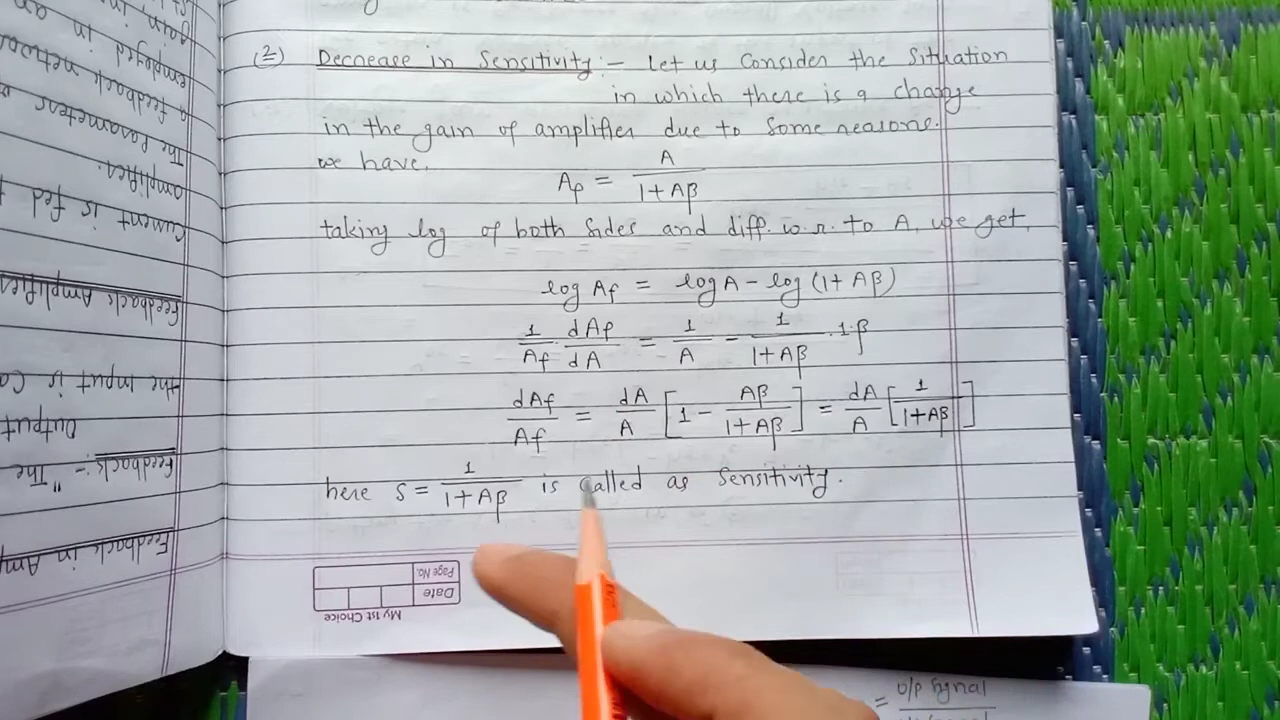 (2) Decrease in Sensitivity :- Let us Consider the Situation
in which there is a change
in the gain of amplifier due to some reasons.
we have.
Af = A / 1+Aβ
taking log of both sides and diff. w.r. to A, we get,
log Af = log A - log (1+Aβ)
1/Af · dAf/dA = 1/A - 1/1+Aβ · 1·β
dAf/Af = dA/A [1 - Aβ/1+Aβ] = dA/A [1/1+Aβ]
here S = 1/1+Aβ is called as sensitivity.
Page No.
Date
My 1st Choice
Feedback in Amp
Feedback:- "The
Output
the input is Co
Feedback Amplifier
Current is fed
amplifier.
The Parameters
a feedback networ
employed in
gain in an
= o/p signal